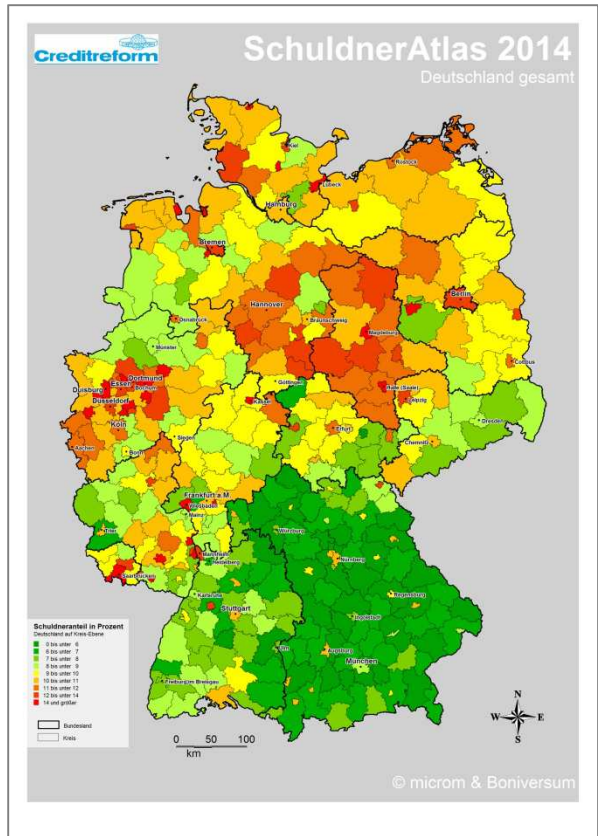 Creditreform
SchuldnerAtlas 2014
Deutschland gesamt
Kiel
Rostock
Lübeck
Hamburg
Bremen
Berlin
Hannover
Braunschweig
Osnabrück
Magdeburg
Münster
Cottbus
Dortmund
Essen
Bochum
Duisburg
Göttingen
Halle (Saale)
Düsseldorf
Kassel
Leipzig
Köln
Dresden
Erfurt
Siegen
Chemnitz
Aachen
Bonn
Frankfurt a.M.
Wiesbaden
Mainz
Trier
Würzburg
Mannheim
Nürnberg
Heidelberg
Saarbrücken
Regensburg
Karlsruhe
Stuttgart
Ingolstadt
Ulm
Augsburg
München
Freiburg im Breisgau
Schuldneranteil in Prozent
Deutschland auf Kreis-Ebene
0 bis unter 6
6 bis unter 7
7 bis unter 8
8 bis unter 9
9 bis unter 10
10 bis unter 11
11 bis unter 12
12 bis unter 14
14 und größer
Bundesland
Kreis
0 50 100
km
N
W E
S
© microm & Boniversum